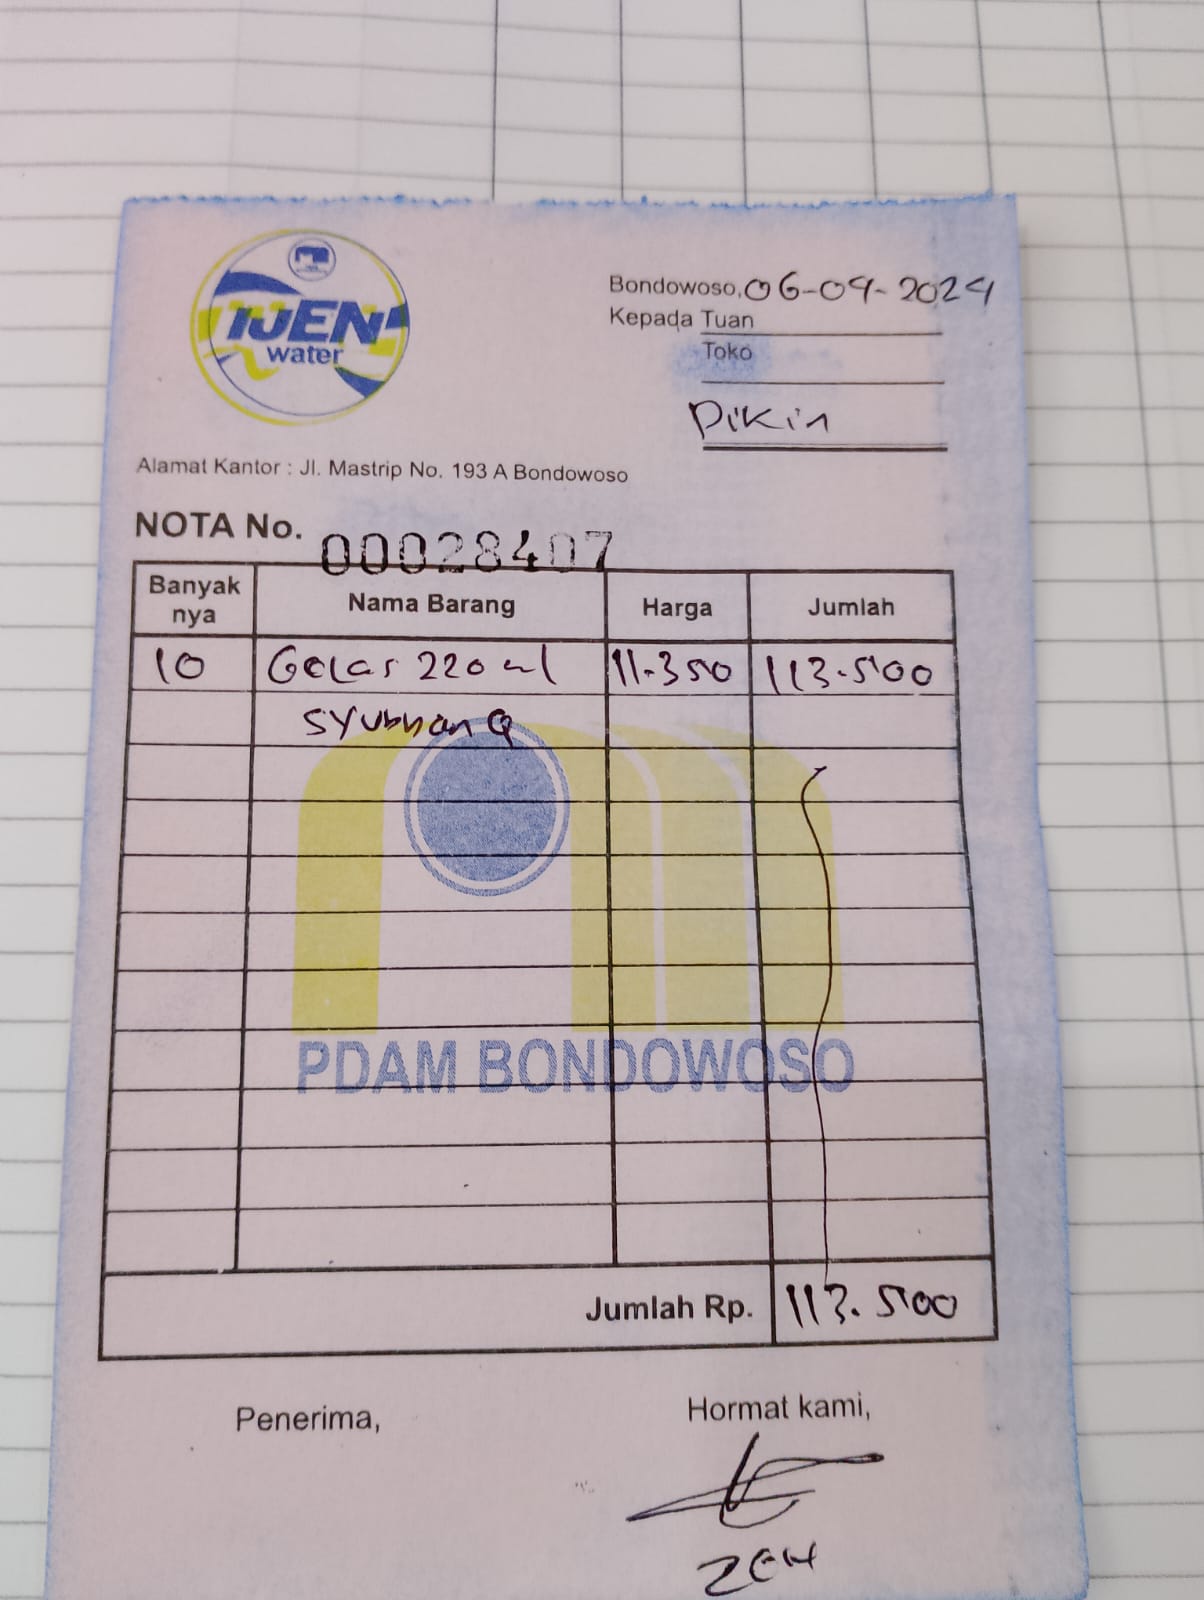 IJEN
water
Bondowoso, 06-09-2024
Kepada Tuan
Toko
Pikin
Alamat Kantor : Jl. Mastrip No. 193 A Bondowoso
NOTA No. 00028407
Banyak nya Nama Barang Harga Jumlah
10 Gelas 220 ml 11.350 113.500
Syubban Q
PDAM BONDOWOSO
Jumlah Rp. 113.500
Penerima, Hormat kami,
ZEH